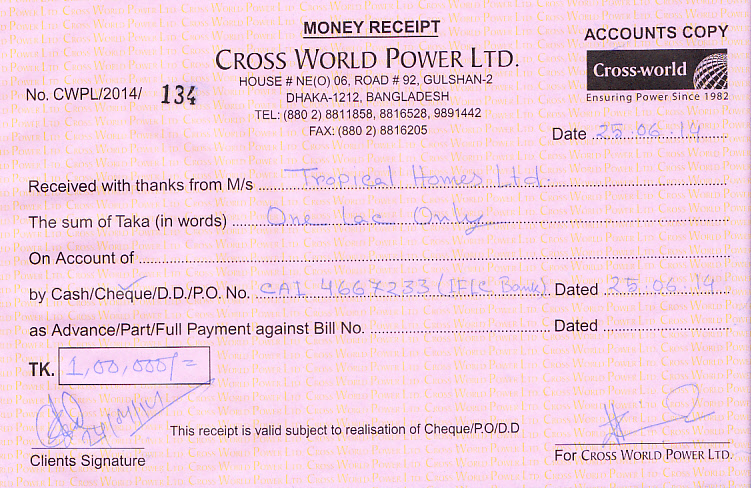 MONEY RECEIPT
ACCOUNTS COPY
CROSS WORLD POWER LTD.
Cross-world
Ensuring Power Since 1982
HOUSE # NE(O) 06, ROAD # 92, GULSHAN-2
DHAKA-1212, BANGLADESH
TEL: (880 2) 8811858, 8816528, 9891442
FAX: (880 2) 8816205
No. CWPL/2014/ 134
Date 25.06.14
Received with thanks from M/s Tropical Homes Ltd.
The sum of Taka (in words) One Lac Only
On Account of
by Cash/Cheque/D.D./P.O. No. CAI 4667233 (IFIC Bank) Dated 25.06.14
as Advance/Part/Full Payment against Bill No. Dated
TK. 1,00,000/=
This receipt is valid subject to realisation of Cheque/P.O/D.D
Clients Signature
For CROSS WORLD POWER LTD.